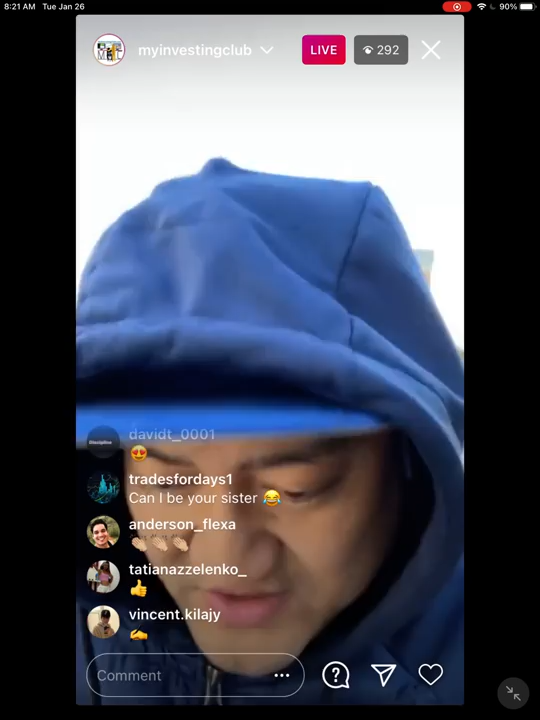 8:21 AM Tue Jan 26
90%
myinvestingclub
LIVE
292
davidt_0001
😍
tradesfordays1
Can I be your sister 😂
anderson_flexa
👏🏼👏🏼👏🏼
tatianazzelenko_
👍
vincent.kilajy
✍️
Comment